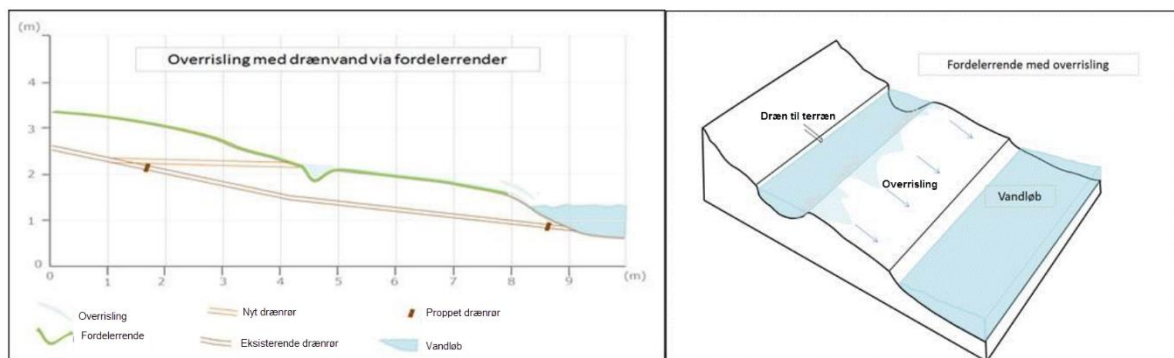 (m)
Overrisling med drænvand via fordelerrender
4
3
2
1
0
0 1 2 3 4 5 6 7 8 9 (m)
Overrisling
Nyt drænrør
Proppet drænrør
Fordelerrende
Eksisterende drænrør
Vandløb
Fordelerrende med overrisling
Dræn til terræn
Overrisling
Vandløb